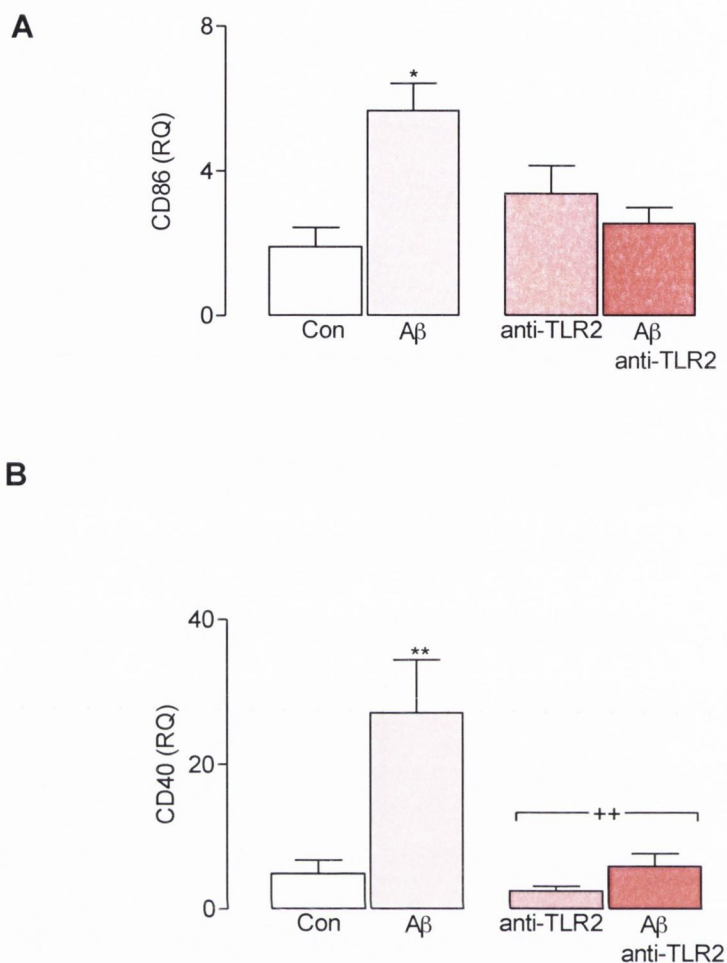 A
8
*
CD86 (RQ)
4
0
Con Aβ anti-TLR2 Aβ
anti-TLR2
B
40
**
CD40 (RQ)
20
++
0
Con Aβ anti-TLR2 Aβ
anti-TLR2